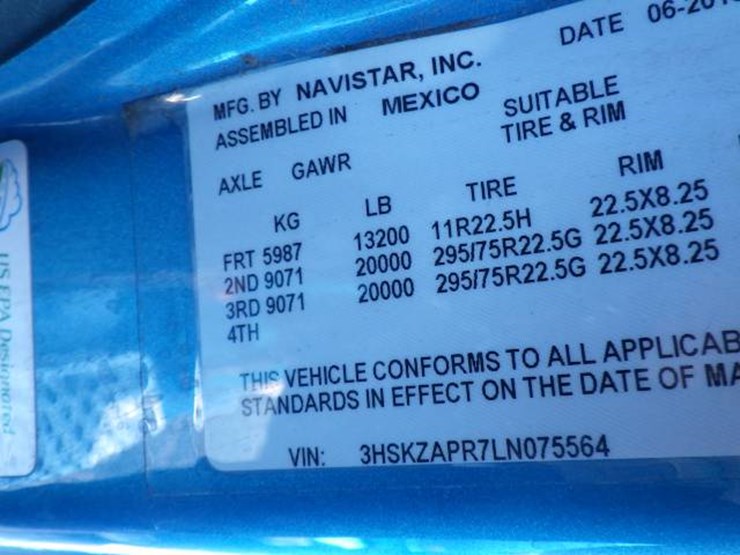 DATE 06-20
MFG. BY NAVISTAR, INC.
ASSEMBLED IN MEXICO
SUITABLE
TIRE & RIM
AXLE GAWR
KG LB TIRE RIM
FRT 5987 13200 11R22.5H 22.5X8.25
2ND 9071 20000 295/75R22.5G 22.5X8.25
3RD 9071 20000 295/75R22.5G 22.5X8.25
4TH
THIS VEHICLE CONFORMS TO ALL APPLICAB
STANDARDS IN EFFECT ON THE DATE OF MA
VIN: 3HSKZAPR7LN075564
US EPA Designated